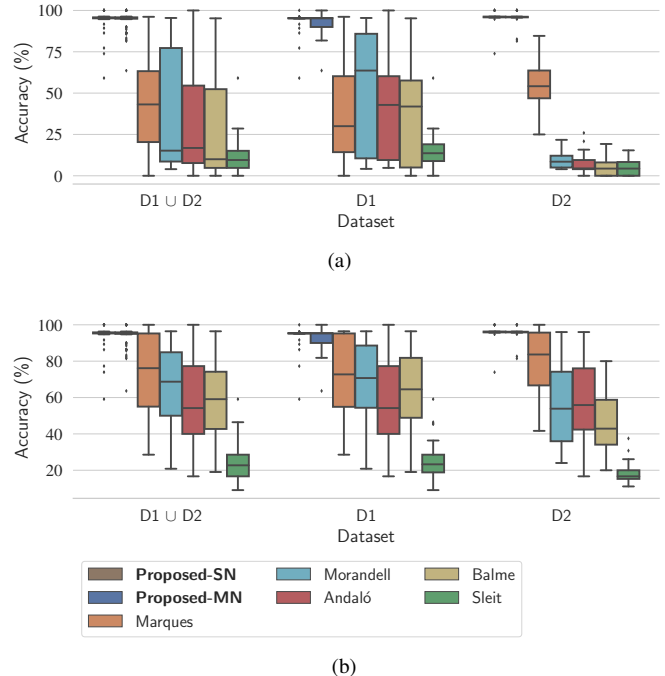 100
75
50
25
0
Accuracy (%)
D1 ∪ D2
D1
D2
Dataset
(a)
100
80
60
40
20
Accuracy (%)
D1 ∪ D2
D1
D2
Dataset
Proposed-SN
Morandell
Balme
Proposed-MN
Andaló
Sleit
Marques
(b)